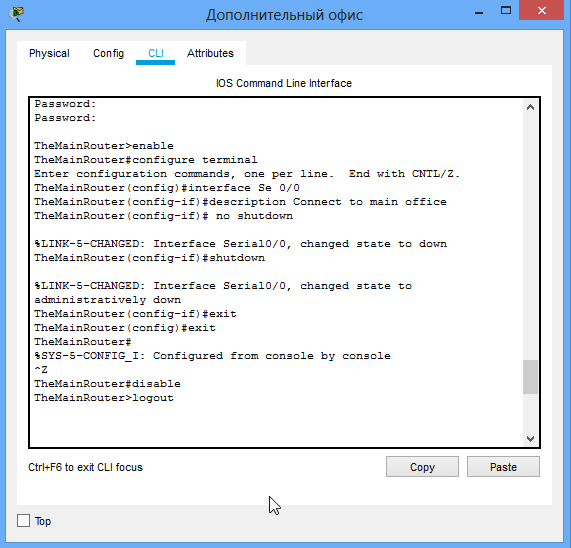 Дополнительный офис
Physical Config CLI Attributes
IOS Command Line Interface
Password:
Password:
TheMainRouter>enable
TheMainRouter#configure terminal
Enter configuration commands, one per line.  End with CNTL/Z.
TheMainRouter(config)#interface Se 0/0
TheMainRouter(config-if)#description Connect to main office
TheMainRouter(config-if)# no shutdown
%LINK-5-CHANGED: Interface Serial0/0, changed state to down
TheMainRouter(config-if)#shutdown
%LINK-5-CHANGED: Interface Serial0/0, changed state to
administratively down
TheMainRouter(config-if)#exit
TheMainRouter(config)#exit
TheMainRouter#
%SYS-5-CONFIG_I: Configured from console by console
^Z
TheMainRouter#disable
TheMainRouter>logout
Ctrl+F6 to exit CLI focus
Copy Paste
Top